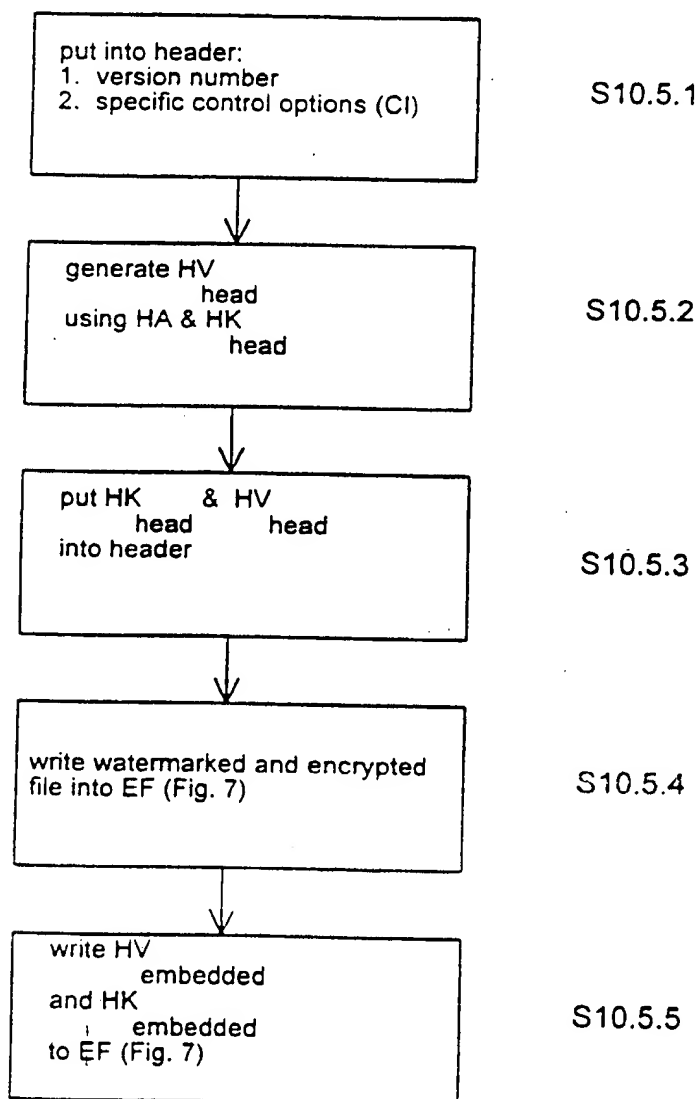 put into header:
1. version number
2. specific control options (CI)
S10.5.1
generate HV
head
using HA & HK
head
S10.5.2
put HK & HV
head head
into header
S10.5.3
write watermarked and encrypted
file into EF (Fig. 7)
S10.5.4
write HV
embedded
and HK
embedded
to EF (Fig. 7)
S10.5.5